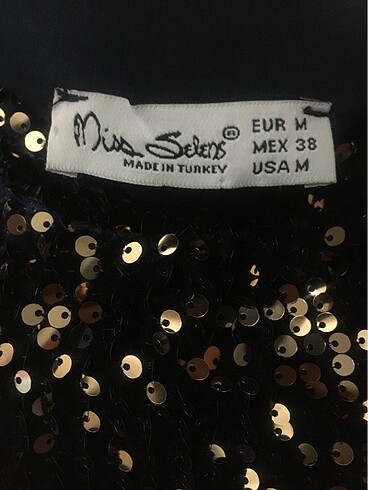 Miss Selens®
MADE IN TURKEY
EUR M
MEX 38
USA M